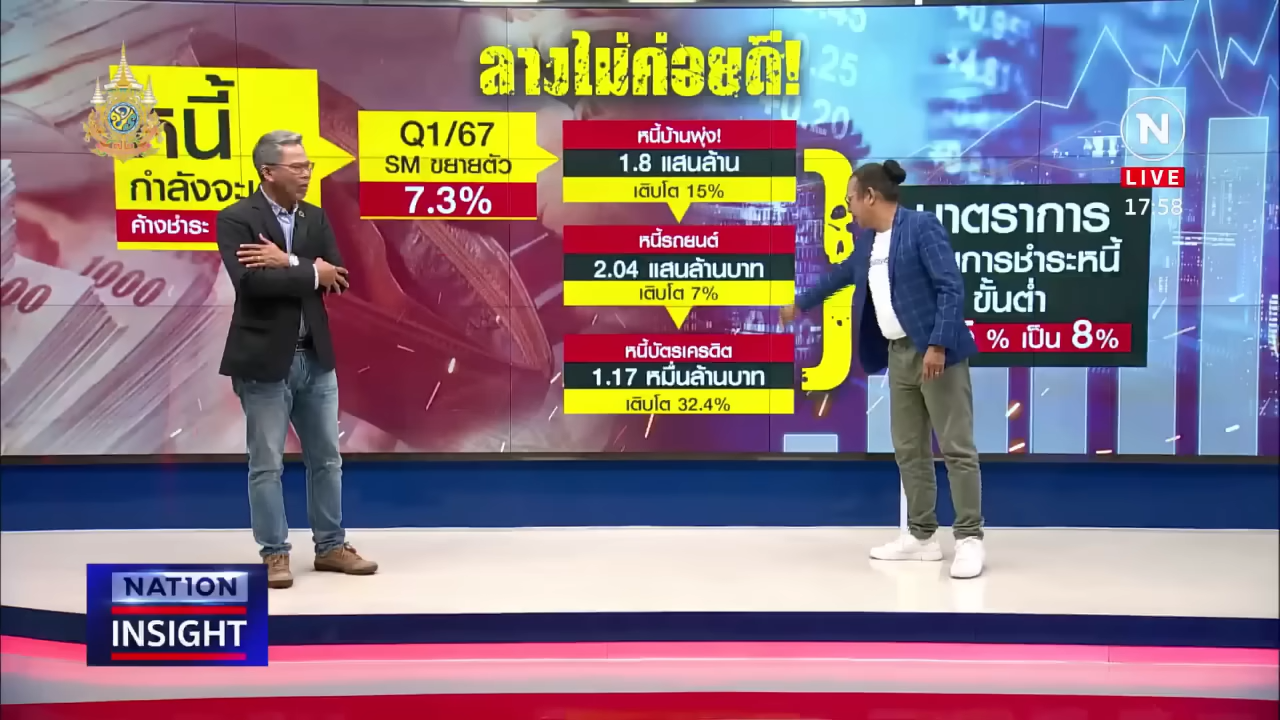 ลางไม่ค่อยดี!
หนี้
กำลังจะ
ค้างชำระ
Q1/67
SM ขยายตัว
7.3%
หนี้บ้านพุ่ง!
1.8 แสนล้าน
เติบโต 15%
หนี้รถยนต์
2.04 แสนล้านบาท
เติบโต 7%
หนี้บัตรเครดิต
1.17 หมื่นล้านบาท
เติบโต 32.4%
มาตราการ
การชำระหนี้
ขั้นต่ำ
% เป็น 8%
1000
00
N
LIVE
17:58
NATION
INSIGHT